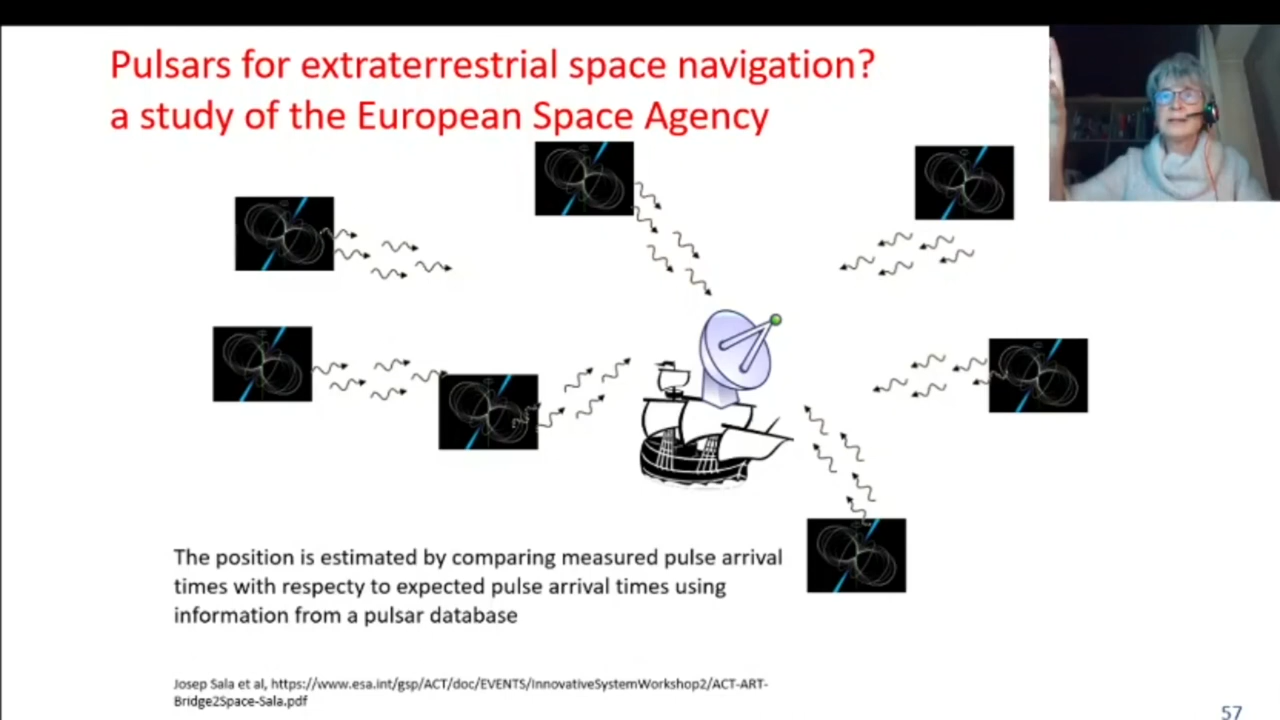 Pulsars for extraterrestrial space navigation?
a study of the European Space Agency
The position is estimated by comparing measured pulse arrival
times with respecty to expected pulse arrival times using
information from a pulsar database
Josep Sala et al, https://www.esa.int/gsp/ACT/doc/EVENTS/InnovativeSystemWorkshop2/ACT-ART-
Bridge2Space-Sala.pdf
57